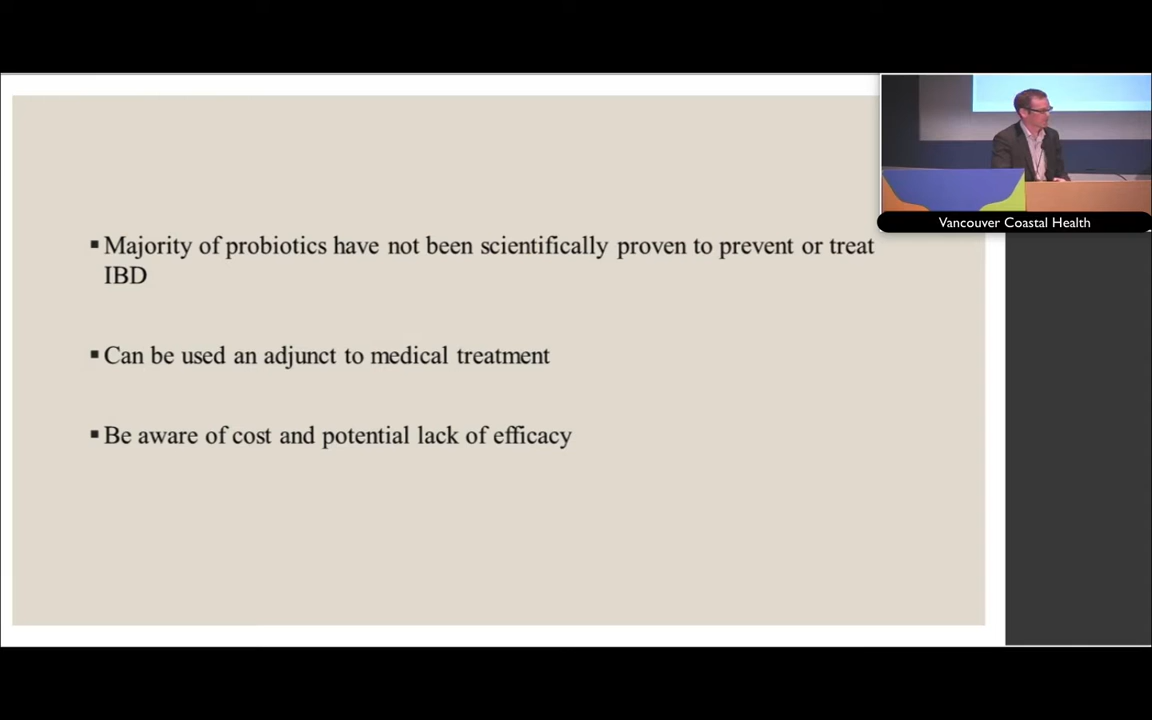 Vancouver Coastal Health
▪ Majority of probiotics have not been scientifically proven to prevent or treat
IBD
▪ Can be used an adjunct to medical treatment
▪ Be aware of cost and potential lack of efficacy